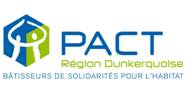 PACT
Région Dunkerquoise
BÂTISSEURS DE SOLIDARITÉS POUR L'HABITAT